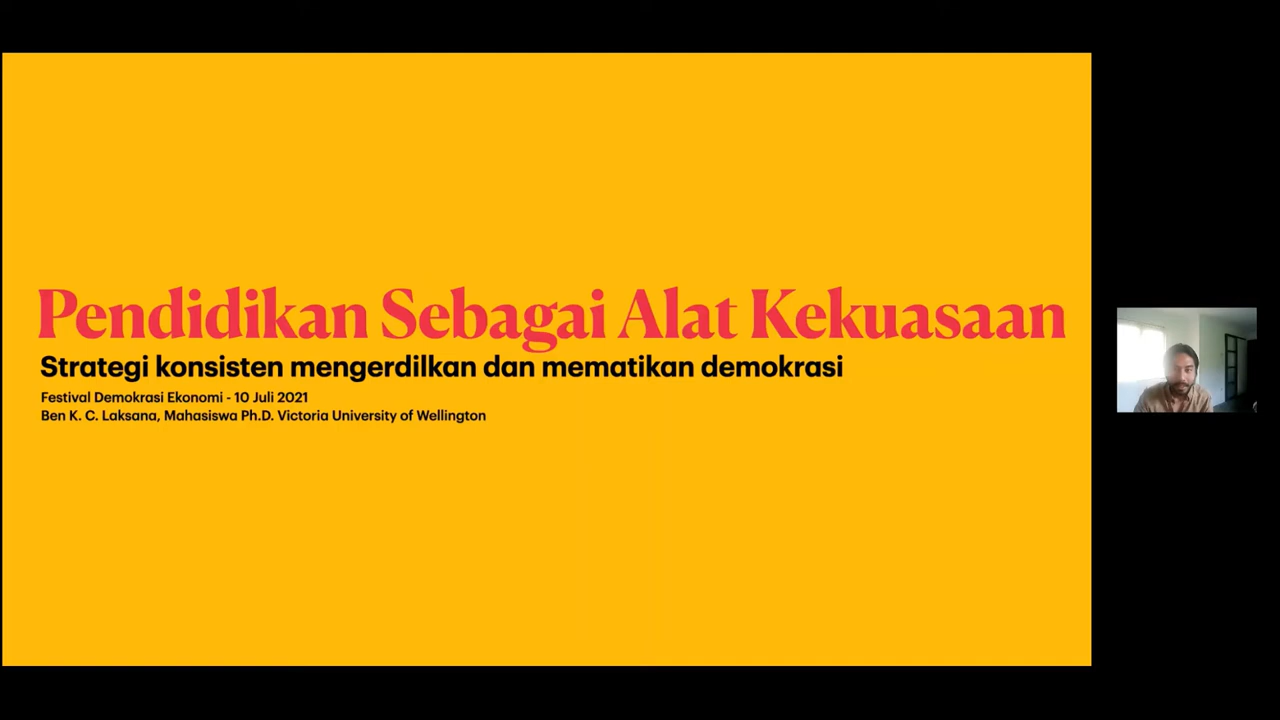 Pendidikan Sebagai Alat Kekuasaan
Strategi konsisten mengerdilkan dan mematikan demokrasi
Festival Demokrasi Ekonomi - 10 Juli 2021
Ben K. C. Laksana, Mahasiswa Ph.D. Victoria University of Wellington